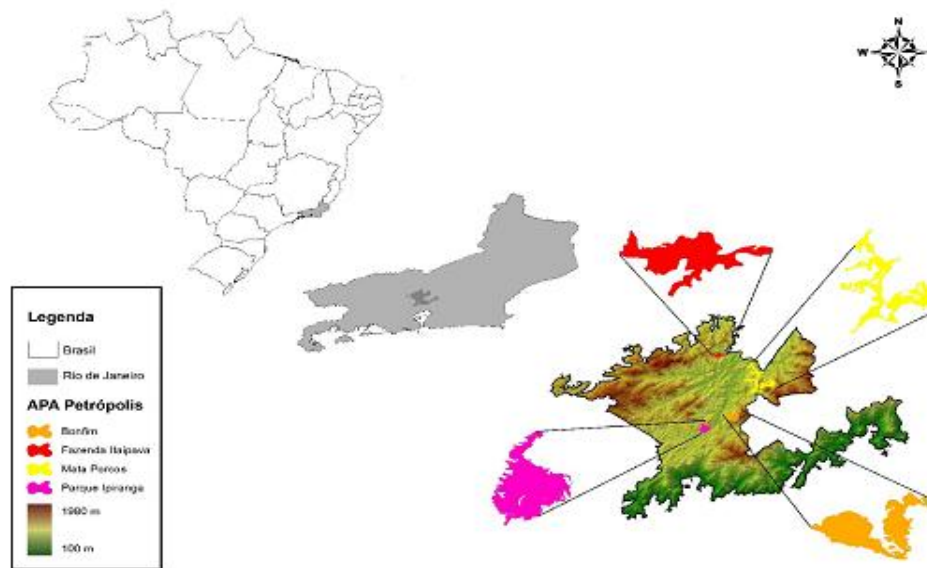 N
W
E
S
Legenda
Brasil
Rio de Janeiro
APA Petrópolis
Bonfim
Fazenda Itaipava
Mata Porcos
Parque Ipiranga
1980 m
100 m